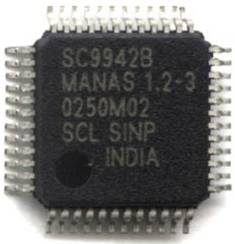 SC9942B
MANAS 1.2-3
0250M02
SCL SINP
INDIA